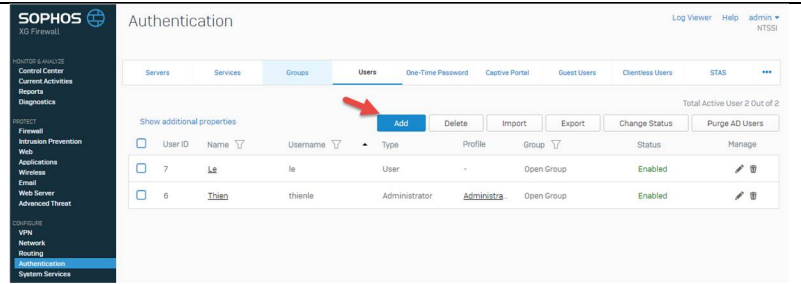 SOPHOS
XG Firewall
Authentication
Log Viewer Help admin
NTSSI
MONITOR & ANALYZE
Control Center
Current Activities
Reports
Diagnostics
PROTECT
Firewall
Intrusion Prevention
Web
Applications
Wireless
Email
Web Server
Advanced Threat
CONFIGURE
VPN
Network
Routing
Authentication
System Services
Servers Services Groups Users One-Time Password Captive Portal Guest Users Clientless Users STAS •••
Total Active User 2 Out of 2
Show additional properties Add Delete Import Export Change Status Purge AD Users
User ID Name Username Type Profile Group Status Manage
7 Le le User - Open Group Enabled
6 Thien thienle Administrator Administra... Open Group Enabled